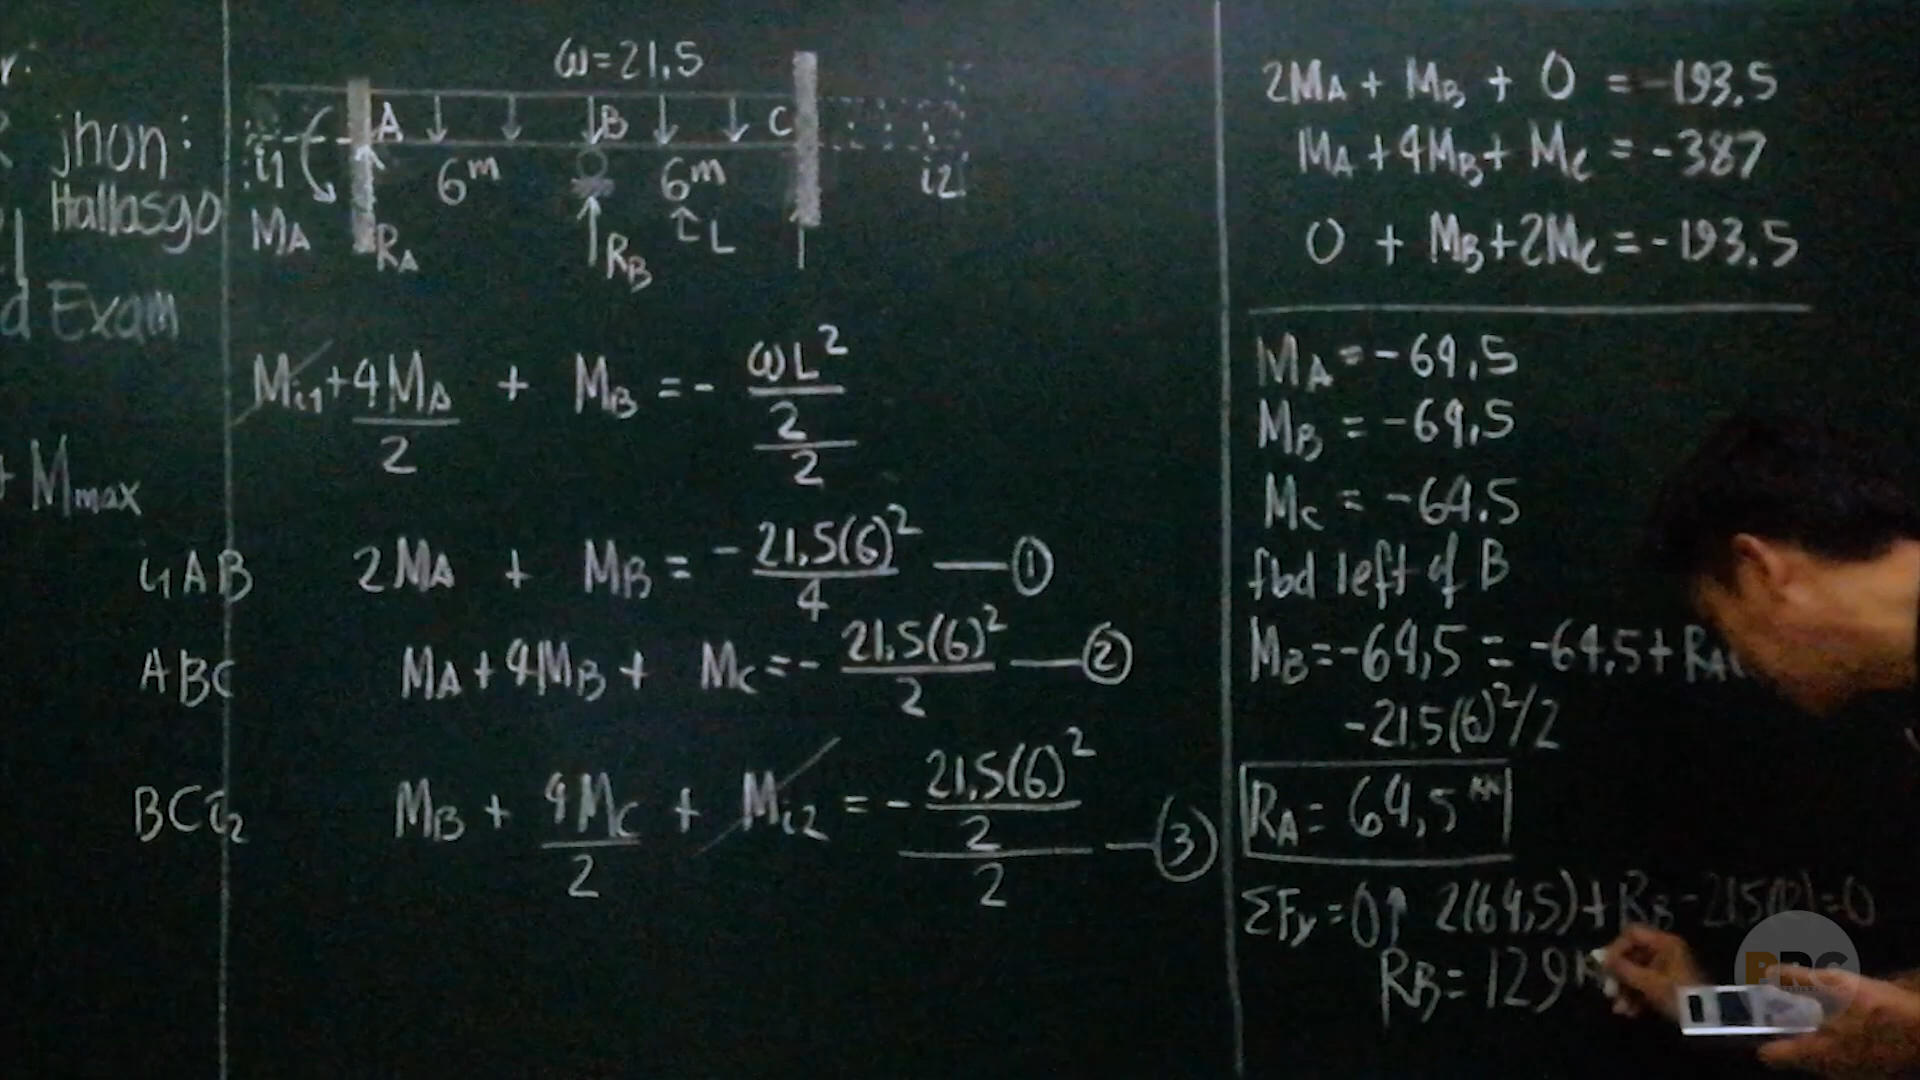 r:
jhon:
Hallasgo
d Exam
+ Mmax
ω=21.5
A B C
i1 6m 6m i2
MA RA RB L
Mi1+4MA/2 + MB = - ωL²/2/2
i1AB 2MA + MB = -21.5(6)²/4 — ①
ABC MA+4MB+ MC = - 21.5(6)²/2 — ②
BCi2 MB + 4MC/2 + Mi2 = - 21.5(6)²/2/2 — ③
2MA + MB + 0 = -193.5
MA+4MB+ MC = -387
0 + MB+2MC = -193.5
MA = -64.5
MB = -64.5
MC = -64.5
fbd left of B
MB=-64.5 = -64.5+RA
-21.5(6)²/2
RA= 64.5 KN
ΣFy=0↑ 2(64.5)+RB-21.5(12)=0
RB= 129
PRC